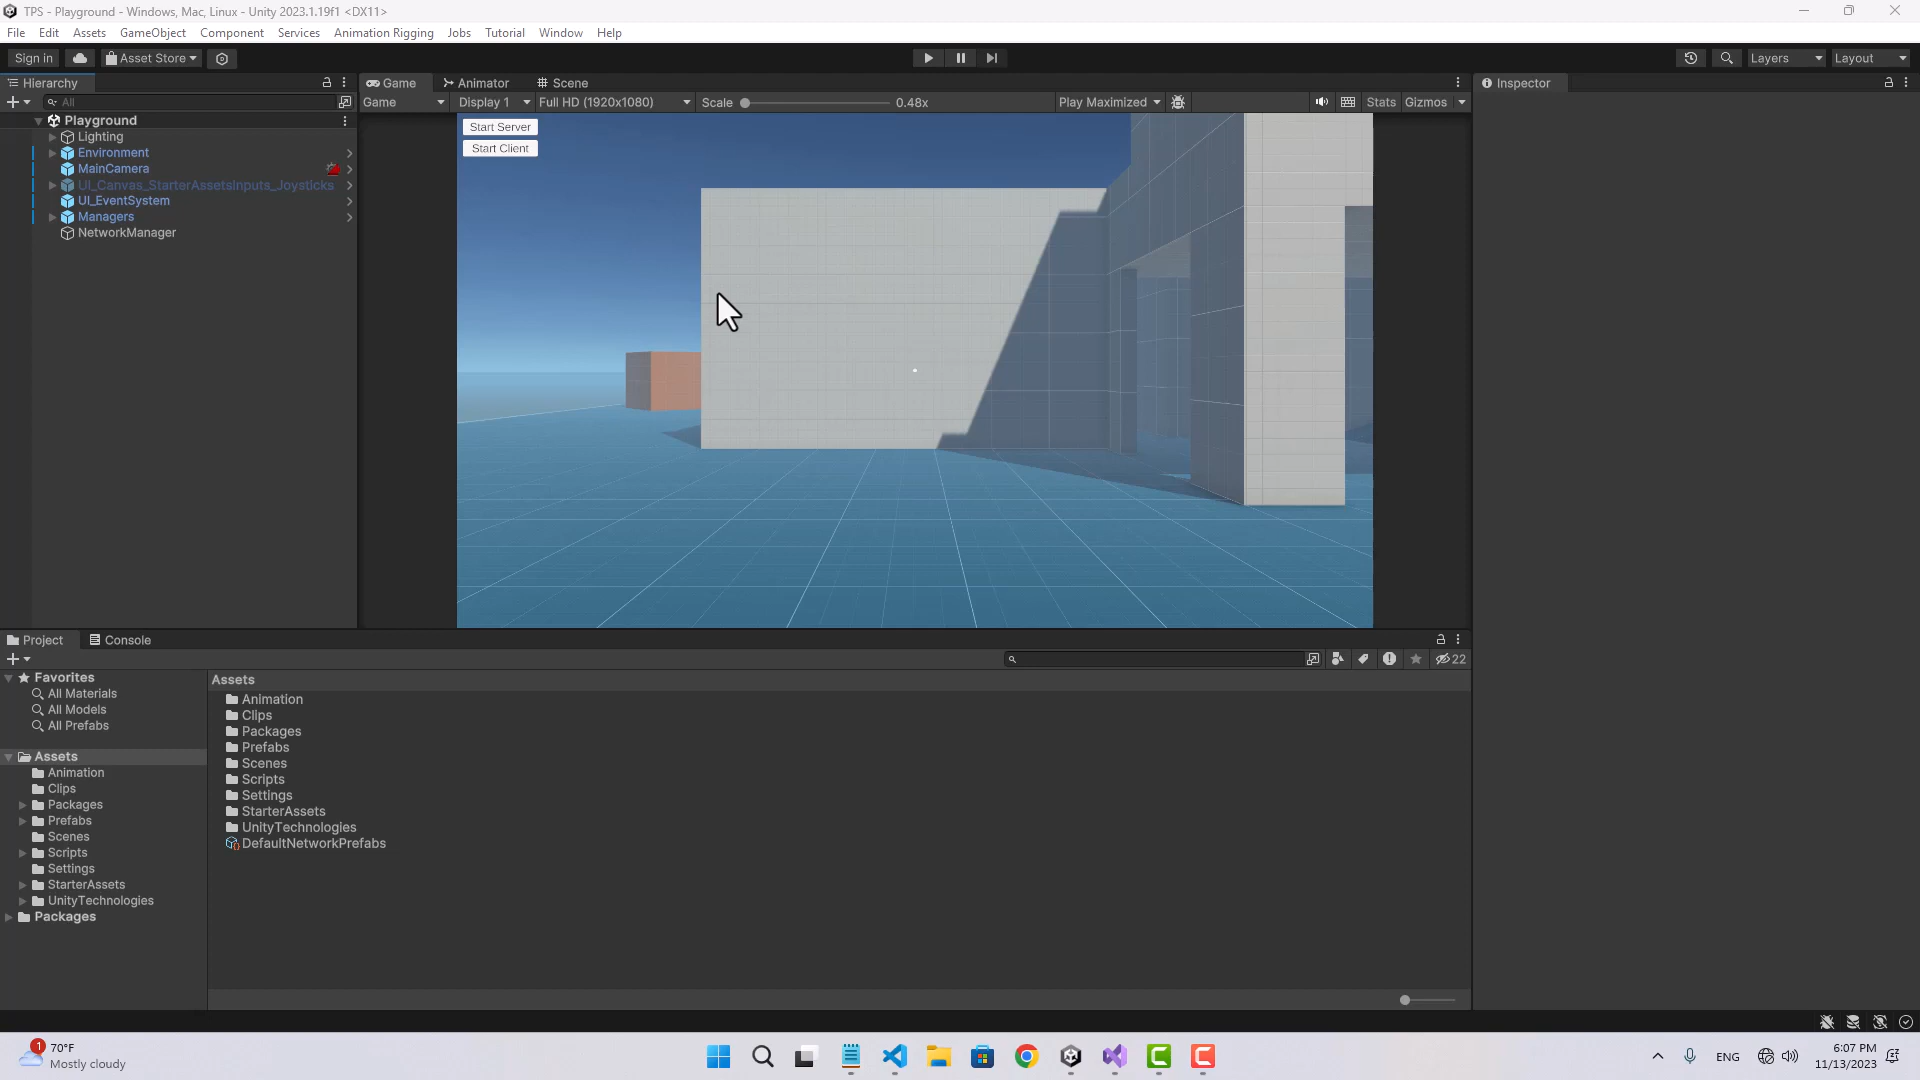 TPS - Playground - Windows, Mac, Linux - Unity 2023.1.19f1 <DX11>
File Edit Assets GameObject Component Services Animation Rigging Jobs Tutorial Window Help
Sign in Asset Store Layers Layout
Hierarchy Game Animator Scene Inspector
All Game Display 1 Full HD (1920x1080) Scale 0.48x Play Maximized Stats Gizmos
Playground
Lighting
Environment
MainCamera
UI_Canvas_StarterAssetsInputs_Joysticks
UI_EventSystem
Managers
NetworkManager
Start Server
Start Client
Project Console
22
Favorites
All Materials
All Models
All Prefabs
Assets
Animation
Clips
Packages
Prefabs
Scenes
Scripts
Settings
StarterAssets
UnityTechnologies
Packages
Assets
Animation
Clips
Packages
Prefabs
Scenes
Scripts
Settings
StarterAssets
UnityTechnologies
DefaultNetworkPrefabs
1
70°F
Mostly cloudy
ENG
6:07 PM
11/13/2023